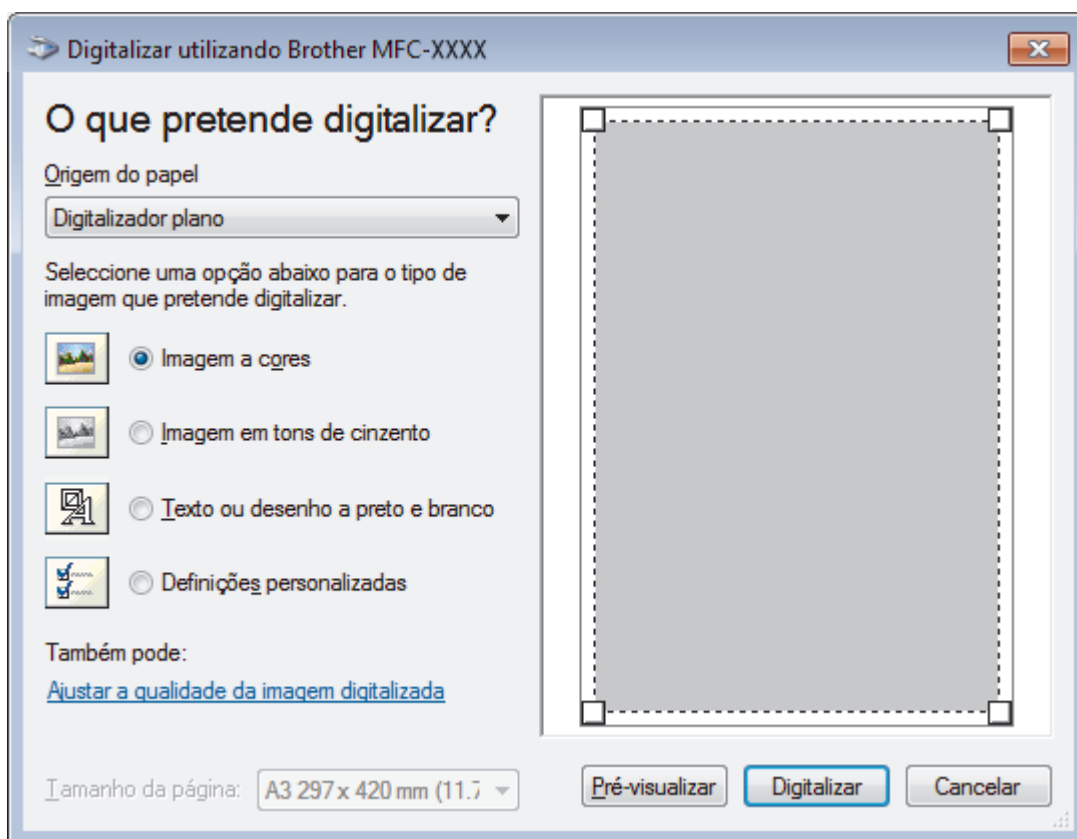 Digitalizar utilizando Brother MFC-XXXX
O que pretende digitalizar?
Origem do papel
Digitalizador plano
Seleccione uma opção abaixo para o tipo de
imagem que pretende digitalizar.
Imagem a cores
Imagem em tons de cinzento
Texto ou desenho a preto e branco
Definições personalizadas
Também pode:
Ajustar a qualidade da imagem digitalizada
Tamanho da página: A3 297 x 420 mm (11.7
Pré-visualizar Digitalizar Cancelar